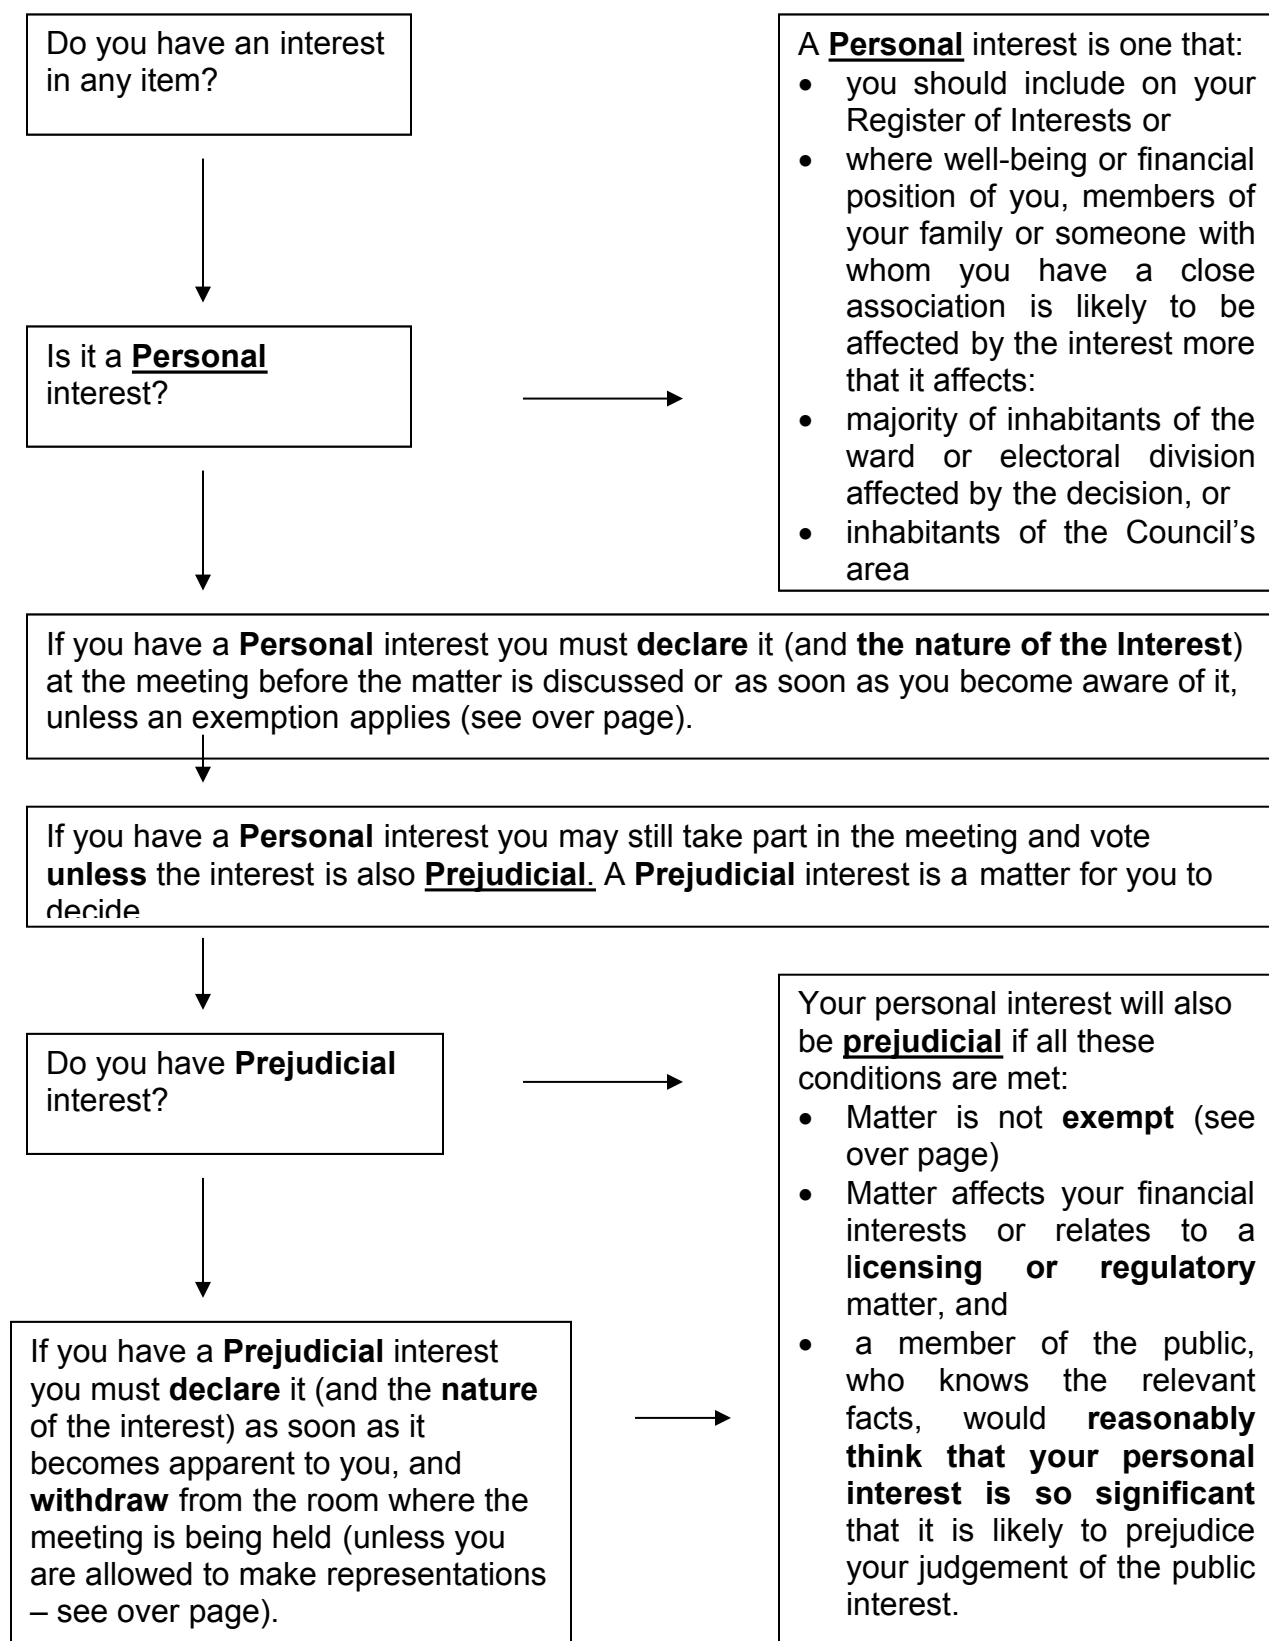 Do you have an interest
in any item?
A Personal interest is one that:
• you should include on your
Register of Interests or
• where well-being or financial
position of you, members of
your family or someone with
whom you have a close
association is likely to be
affected by the interest more
that it affects:
• majority of inhabitants of the
ward or electoral division
affected by the decision, or
• inhabitants of the Council’s
area
Is it a Personal
interest?
If you have a Personal interest you must declare it (and the nature of the Interest)
at the meeting before the matter is discussed or as soon as you become aware of it,
unless an exemption applies (see over page).
If you have a Personal interest you may still take part in the meeting and vote
unless the interest is also Prejudicial. A Prejudicial interest is a matter for you to
decide
Do you have Prejudicial
interest?
Your personal interest will also
be prejudicial if all these
conditions are met:
• Matter is not exempt (see
over page)
• Matter affects your financial
interests or relates to a
licensing or regulatory
matter, and
• a member of the public,
who knows the relevant
facts, would reasonably
think that your personal
interest is so significant
that it is likely to prejudice
your judgement of the public
interest.
If you have a Prejudicial interest
you must declare it (and the nature
of the interest) as soon as it
becomes apparent to you, and
withdraw from the room where the
meeting is being held (unless you
are allowed to make representations
– see over page).